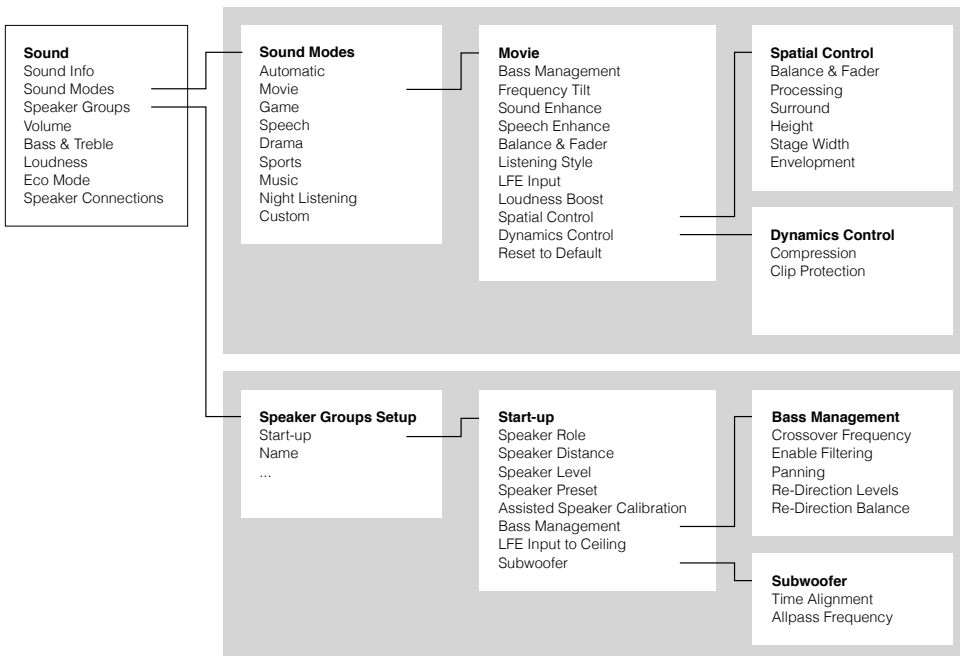 Sound
Sound Info
Sound Modes
Speaker Groups
Volume
Bass & Treble
Loudness
Eco Mode
Speaker Connections
Sound Modes
Automatic
Movie
Game
Speech
Drama
Sports
Music
Night Listening
Custom
Movie
Bass Management
Frequency Tilt
Sound Enhance
Speech Enhance
Balance & Fader
Listening Style
LFE Input
Loudness Boost
Spatial Control
Dynamics Control
Reset to Default
Spatial Control
Balance & Fader
Processing
Surround
Height
Stage Width
Envelopment
Dynamics Control
Compression
Clip Protection
Speaker Groups Setup
Start-up
Name
...
Start-up
Speaker Role
Speaker Distance
Speaker Level
Speaker Preset
Assisted Speaker Calibration
Bass Management
LFE Input to Ceiling
Subwoofer
Bass Management
Crossover Frequency
Enable Filtering
Panning
Re-Direction Levels
Re-Direction Balance
Subwoofer
Time Alignment
Allpass Frequency